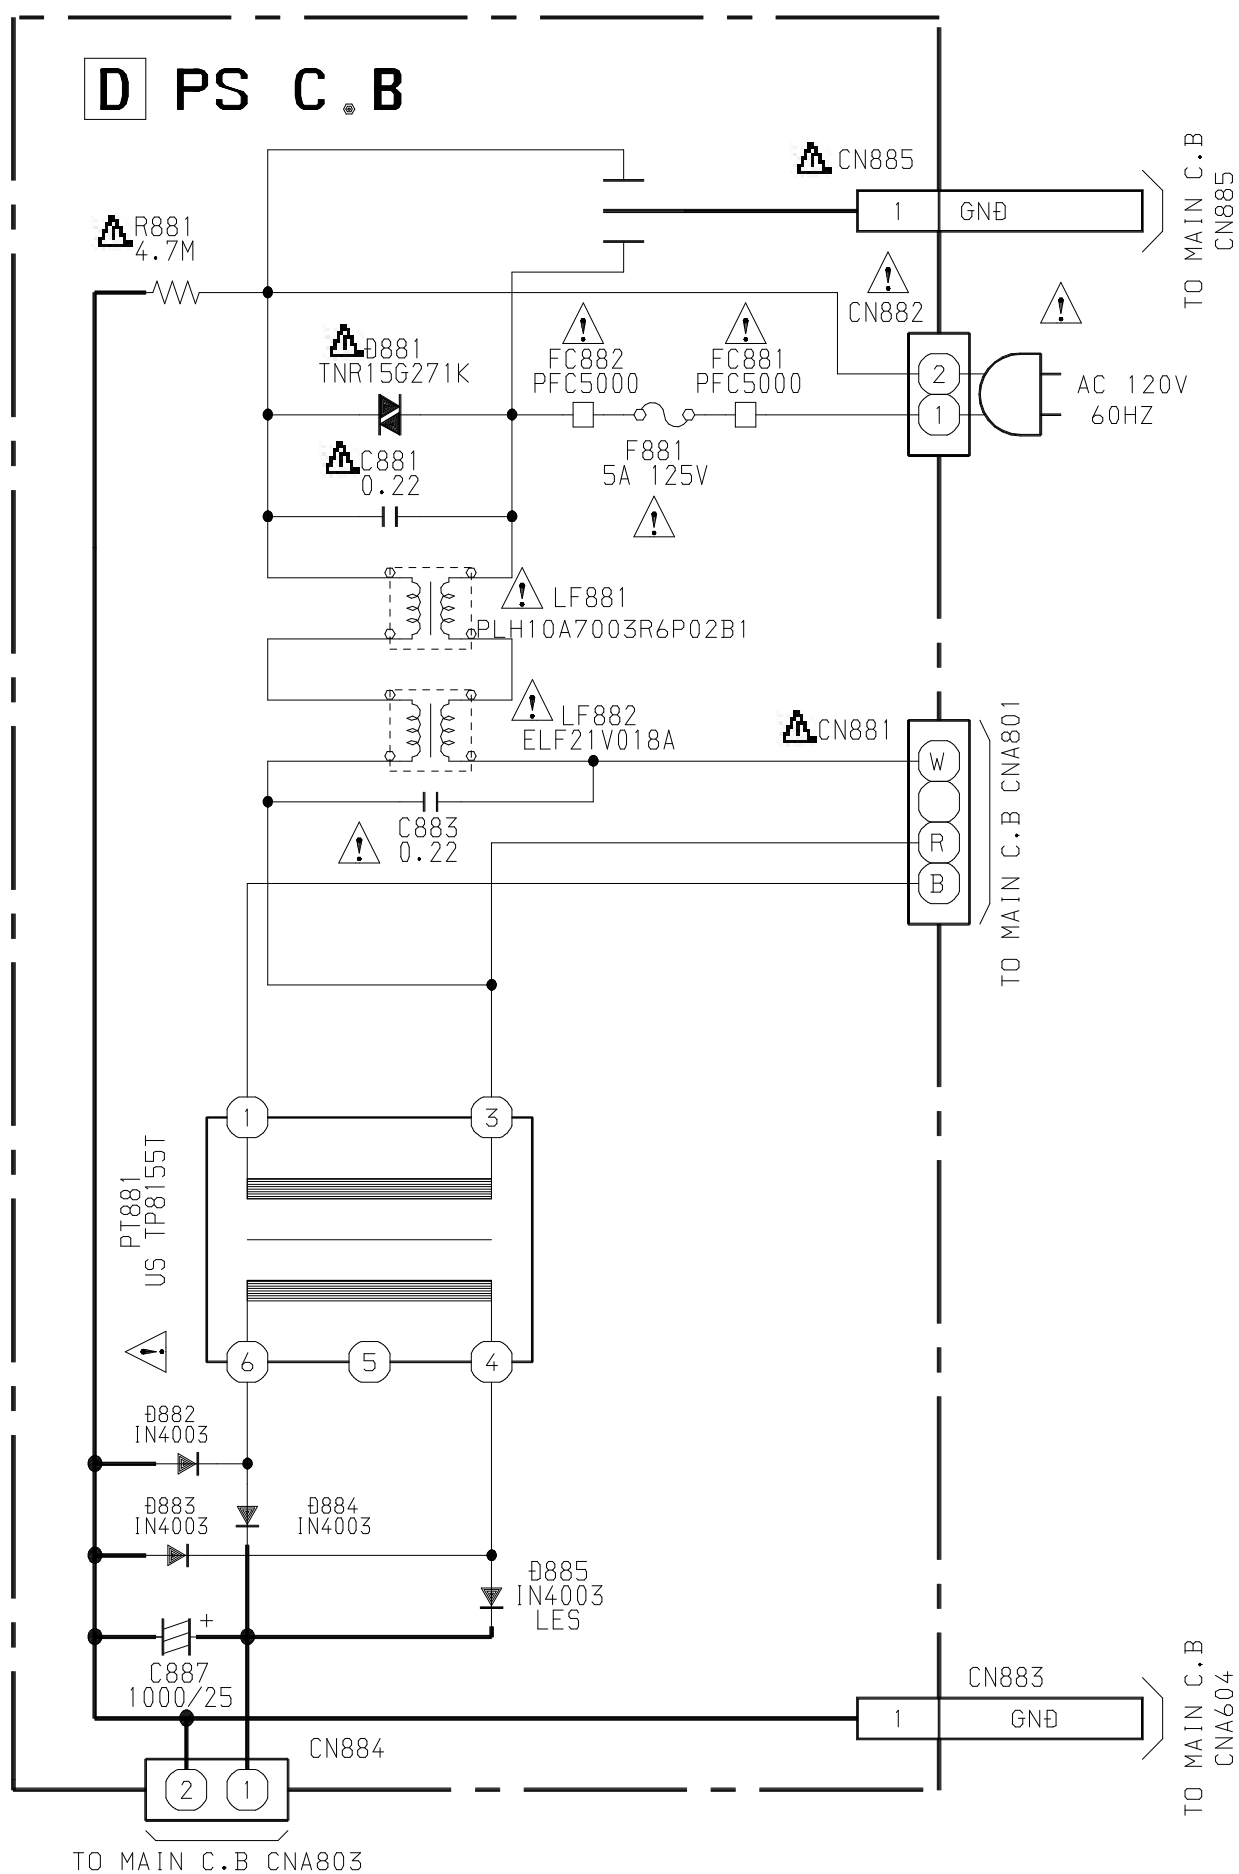 D PS C.B
CN885
1 GND
TO MAIN C.B
CN885
R881
4.7M
CN882
D881
TNR15G271K
FC882
PFC5000
FC881
PFC5000
2
1
AC 120V
60HZ
F881
5A 125V
C881
0.22
LF881
PLH10A7003R6P02B1
LF882
ELF21V018A
CN881
W
R
B
TO MAIN C.B CNA801
C883
0.22
1
3
PT881
US TP8155T
6
5
4
D882
IN4003
D883
IN4003
D884
IN4003
D885
IN4003
LES
+
C887
1000/25
CN883
1 GND
TO MAIN C.B
CNA604
CN884
2
1
TO MAIN C.B CNA803